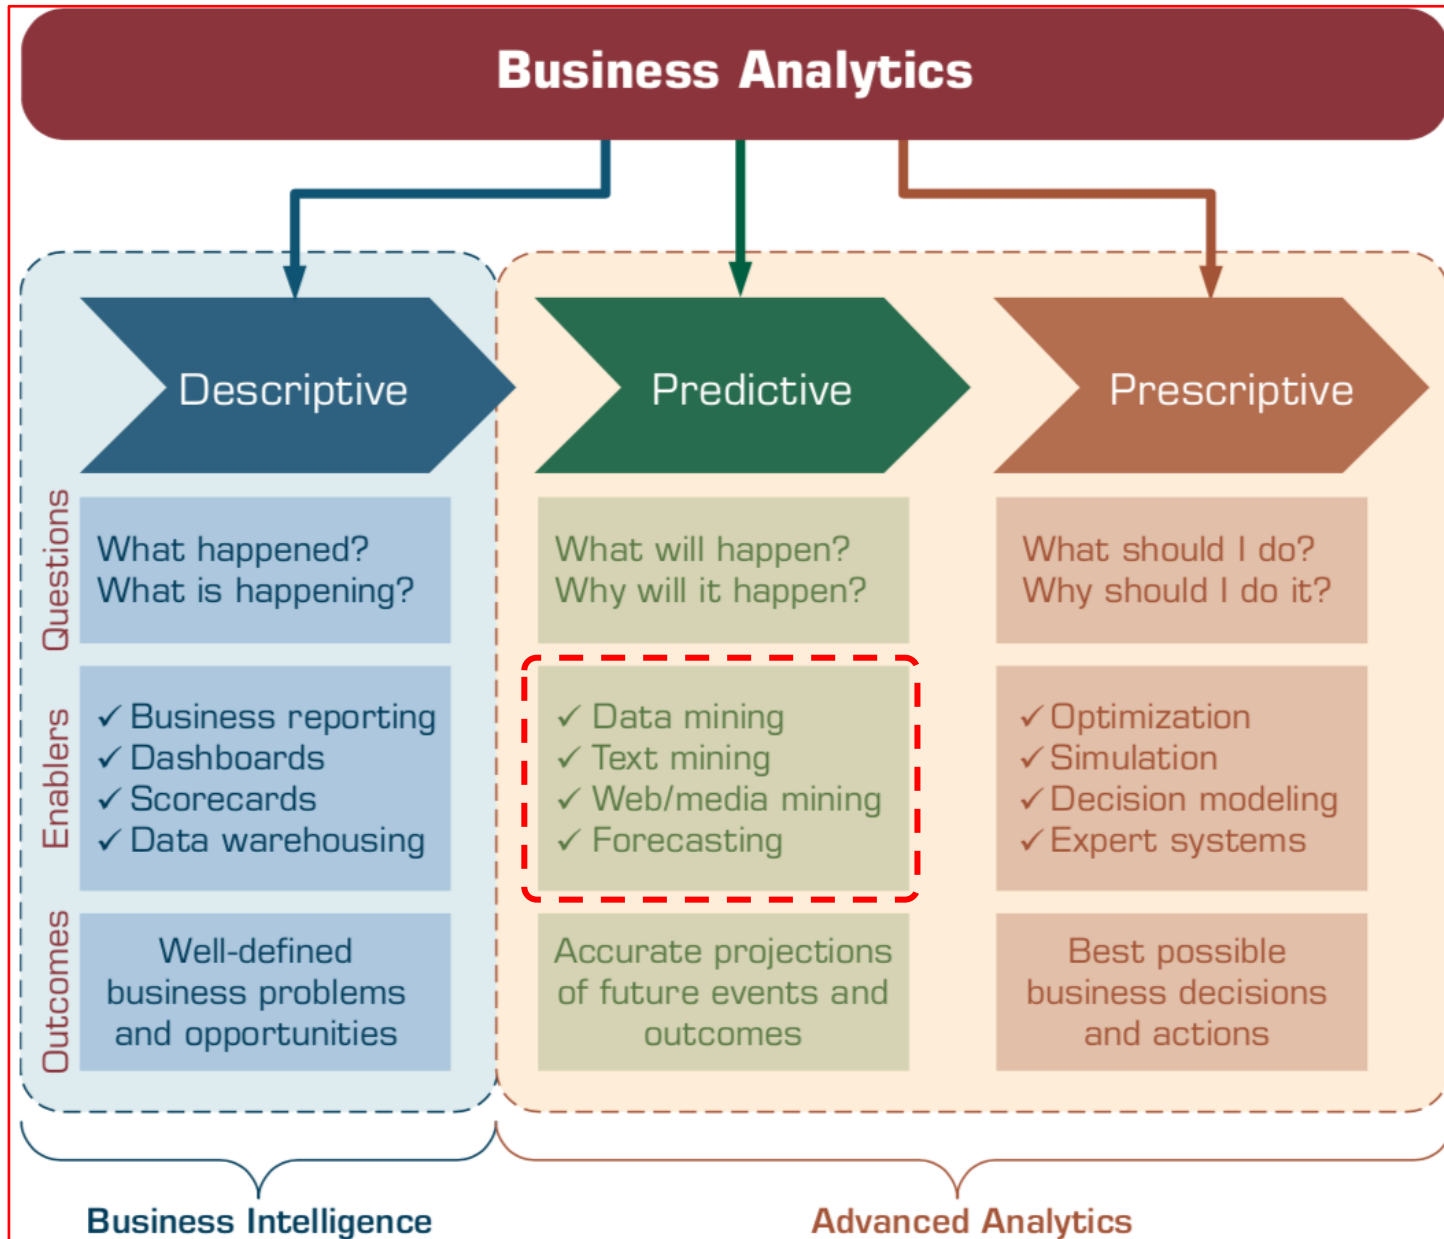 Business Analytics
Descriptive
Predictive
Prescriptive
Questions
What happened?
What is happening?
What will happen?
Why will it happen?
What should I do?
Why should I do it?
Enablers
✓ Business reporting
✓ Dashboards
✓ Scorecards
✓ Data warehousing
✓ Data mining
✓ Text mining
✓ Web/media mining
✓ Forecasting
✓ Optimization
✓ Simulation
✓ Decision modeling
✓ Expert systems
Outcomes
Well-defined
business problems
and opportunities
Accurate projections
of future events and
outcomes
Best possible
business decisions
and actions
Business Intelligence
Advanced Analytics